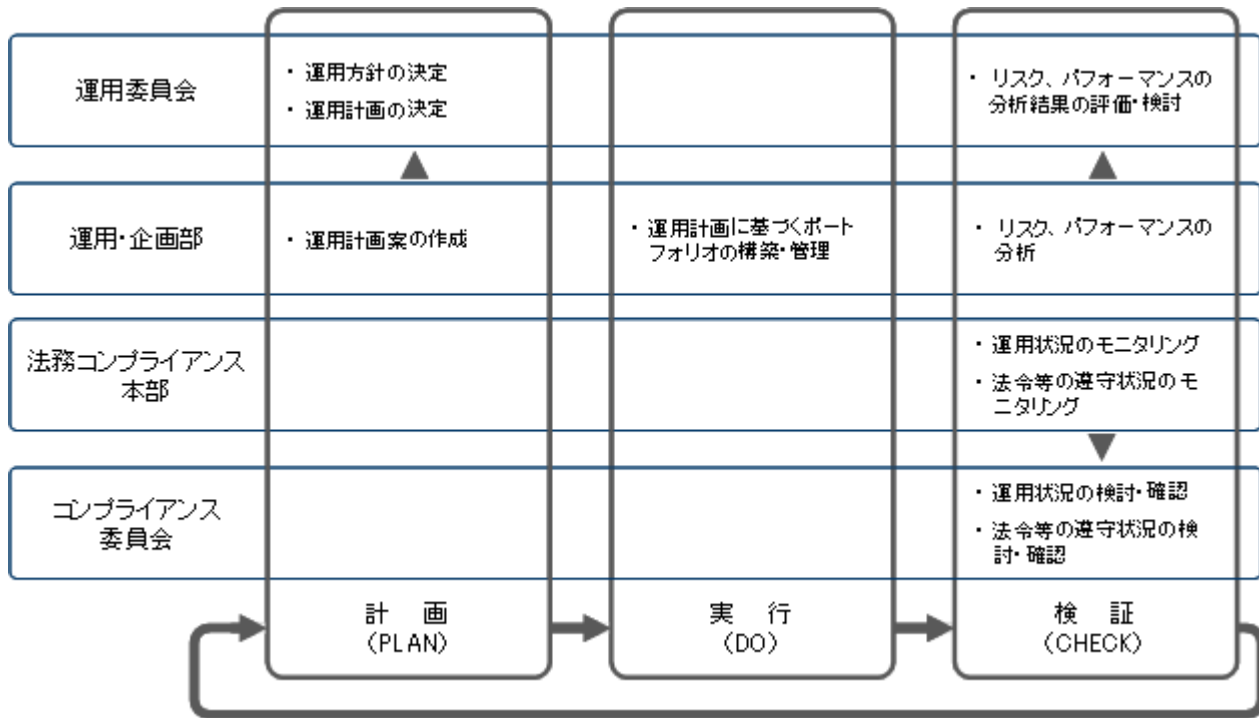 運用委員会
・ 運用方針の決定
・ 運用計画の決定
・ リスク、パフォーマンスの
分析結果の評価・検討
運用・企画部
・ 運用計画案の作成
・ 運用計画に基づくポート
フォリオの構築・管理
・ リスク、パフォーマンスの
分析
法務コンプライアンス
本部
・ 運用状況のモニタリング
・ 法令等の遵守状況のモ
ニタリング
コンプライアンス
委員会
・ 運用状況の検討・確認
・ 法令等の遵守状況の検
討・確認
計 画
(PLAN)
実 行
(DO)
検 証
(CHECK)